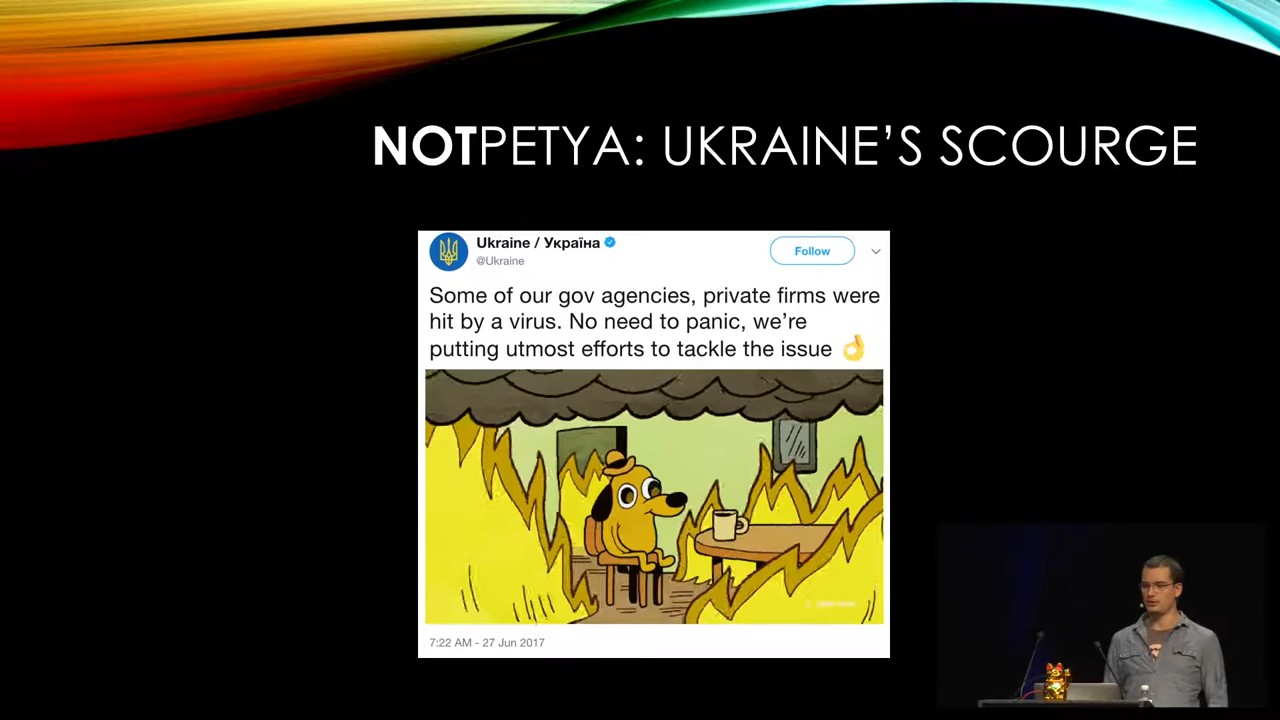 NOTPETYA: UKRAINE’S SCOURGE
Ukraine / Україна
@Ukraine
Follow
Some of our gov agencies, private firms were
hit by a virus. No need to panic, we’re
putting utmost efforts to tackle the issue 👌
7:22 AM - 27 Jun 2017